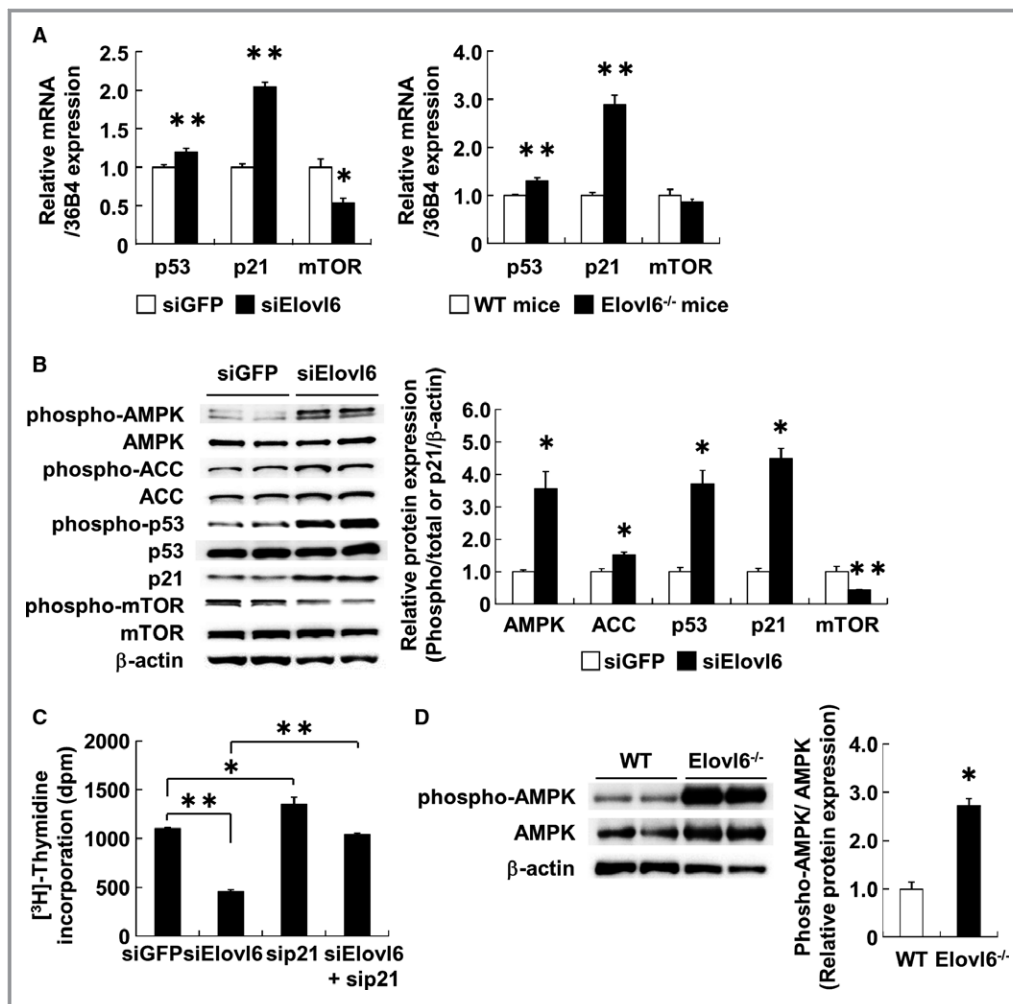 A
Relative mRNA
/36B4 expression
2.5
2.0
1.5
1.0
0.5
0
** ** *
p53 p21 mTOR
siGFP siElovl6
Relative mRNA
/36B4 expression
4.0
3.0
2.0
1.0
0
** **
p53 p21 mTOR
WT mice Elovl6-/- mice
B
siGFP siElovl6
phospho-AMPK
AMPK
phospho-ACC
ACC
phospho-p53
p53
p21
phospho-mTOR
mTOR
β-actin
Relative protein expression
(Phospho/total or p21/β-actin)
6.0
5.0
4.0
3.0
2.0
1.0
0
* * * * **
AMPK ACC p53 p21 mTOR
siGFP siElovl6
C
[³H]-Thymidine
incorporation (dpm)
2000
1500
1000
500
0
**
*
**
siGFP siElovl6 sip21 siElovl6
+ sip21
D
WT Elovl6-/-
phospho-AMPK
AMPK
β-actin
Phosho-AMPK/ AMPK
(Relative protein expression)
4.0
3.0
2.0
1.0
0
*
WT Elovl6-/-